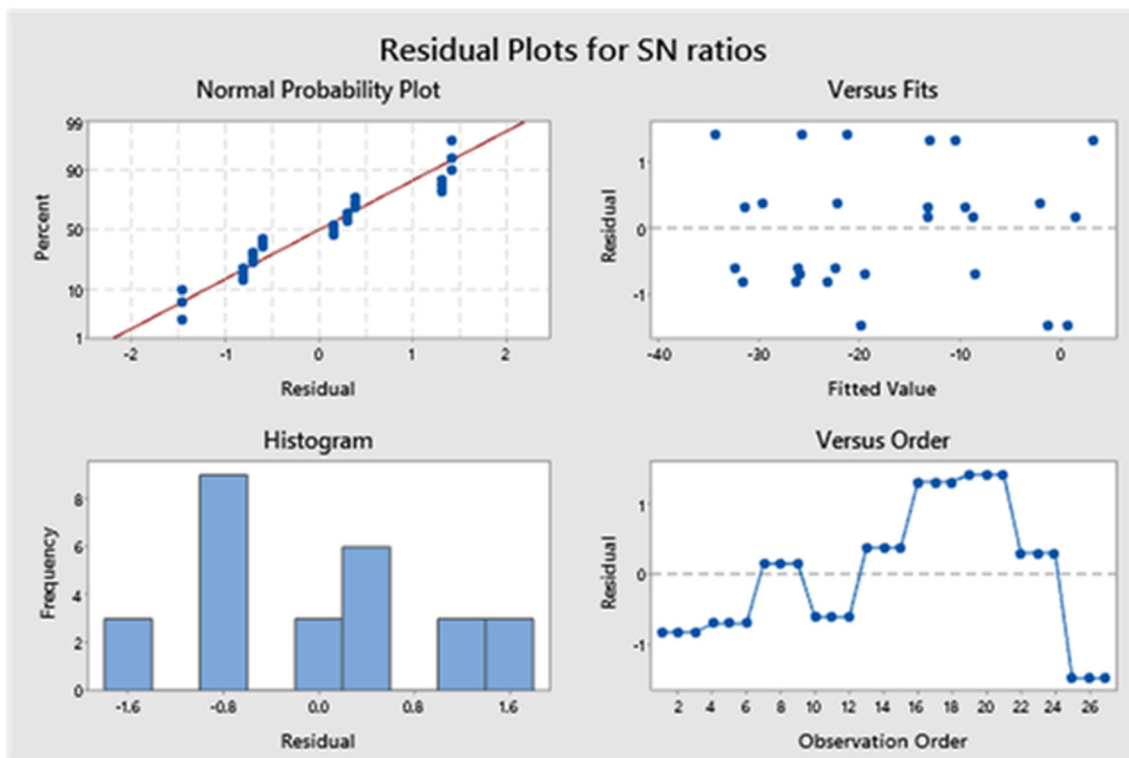 Residual Plots for SN ratios
Normal Probability Plot
99
90
50
10
1
Percent
-2 -1 0 1 2
Residual
Versus Fits
1
0
-1
Residual
-40 -30 -20 -10 0
Fitted Value
Histogram
8
6
4
2
0
Frequency
-1.6 -0.8 0.0 0.8 1.6
Residual
Versus Order
1
0
-1
Residual
2 4 6 8 10 12 14 16 18 20 22 24 26
Observation Order